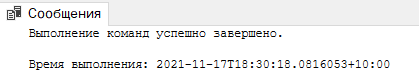 Сообщения
Выполнение команд успешно завершено.
Время выполнения: 2021-11-17T18:30:18.0816053+10:00